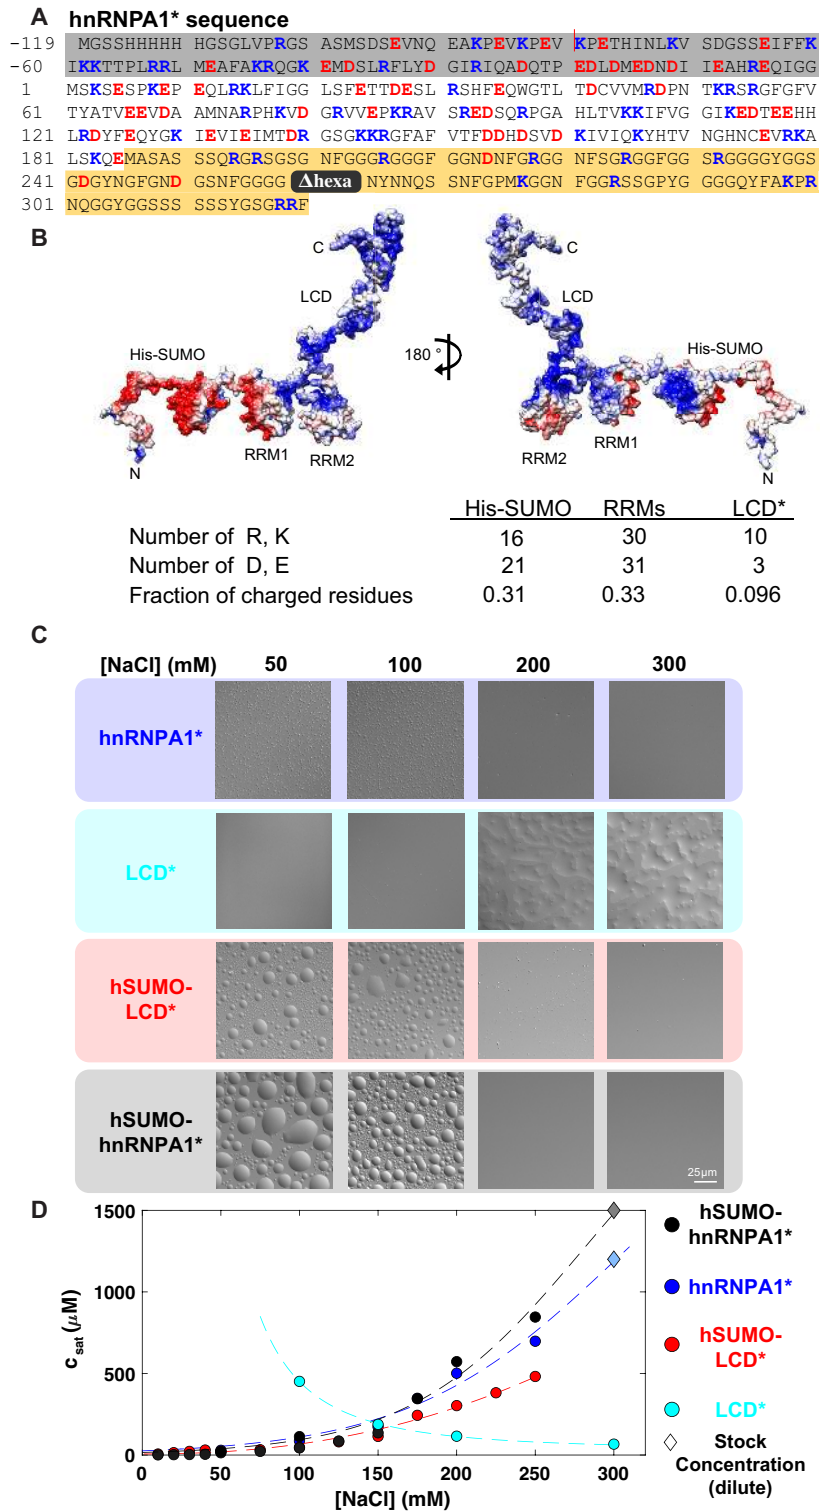 A hnRNPA1* sequence
-119 MGSSHHHHHH HGSGLVPRGS ASMSDSEVNQ EAKPEVKPEV KPETHINLKV SDGSSEIFFK
-60 IKKTTPLRRL MEAFAKRQGK EMDSLRFLYD GIRIQADQTP EDLDMEDNDI IEAHREQIGG
1 MSKSESPKEP EQLRKLFIGG LSFETTDESL RSHFEQWGTL TDCVVMRDPN TKRSRGFGFV
61 TYATVEEVDA AMNARPHKVD GRVVEPKRAV SREDSQRPGA HLTVKKIFVG GIKEDTEEHH
121 LRDYFEQYGK IEVIEIMTDR GSGKKRGFAF VTFDDHDSVD KIVIQKYHTV NGHNCEVRKA
181 LSKQEMASAS SSQRGRSGSG NFGGGRGGGF GGNDNFGRGG NFSGRGGFGG SRGGGGYGGS
241 GDGYNGFGND GSNFGGGG Δhexa NYNNQSS SNFGPMKGGN FGGRSSGPYG GGGQYFAKPR
301 NQGGYGGSSS SSSYGSGRRF
B
C
C
LCD
LCD
His-SUMO
180 °
His-SUMO
RRM1
RRM2
RRM2
RRM1
N
N
His-SUMO RRMs LCD*
Number of R, K 16 30 10
Number of D, E 21 31 3
Fraction of charged residues 0.31 0.33 0.096
C
[NaCl] (mM) 50 100 200 300
hnRNPA1*
LCD*
hSUMO-
LCD*
hSUMO-
hnRNPA1*
25µm
D
1500
1000
500
0
c sat (µM)
0 50 100 150 200 250 300
[NaCl] (mM)
hSUMO-
hnRNPA1*
hnRNPA1*
hSUMO-
LCD*
LCD*
Stock
Concentration
(dilute)